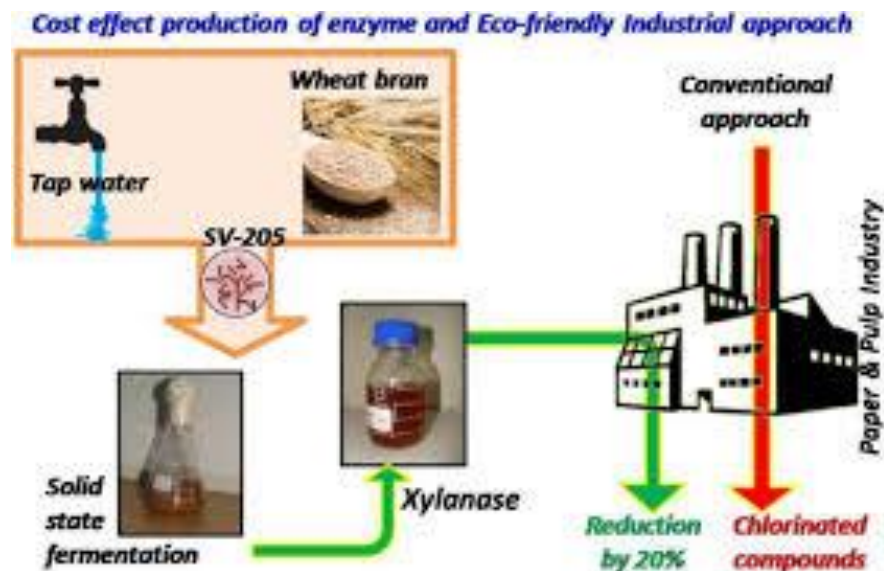 Cost effect production of enzyme and Eco-friendly Industrial approach
Wheat bran
Tap water
SV-205
Conventional
approach
Paper & Pulp Industry
Solid
state
fermentation
Xylanase
Reduction
by 20%
Chlorinated
compounds